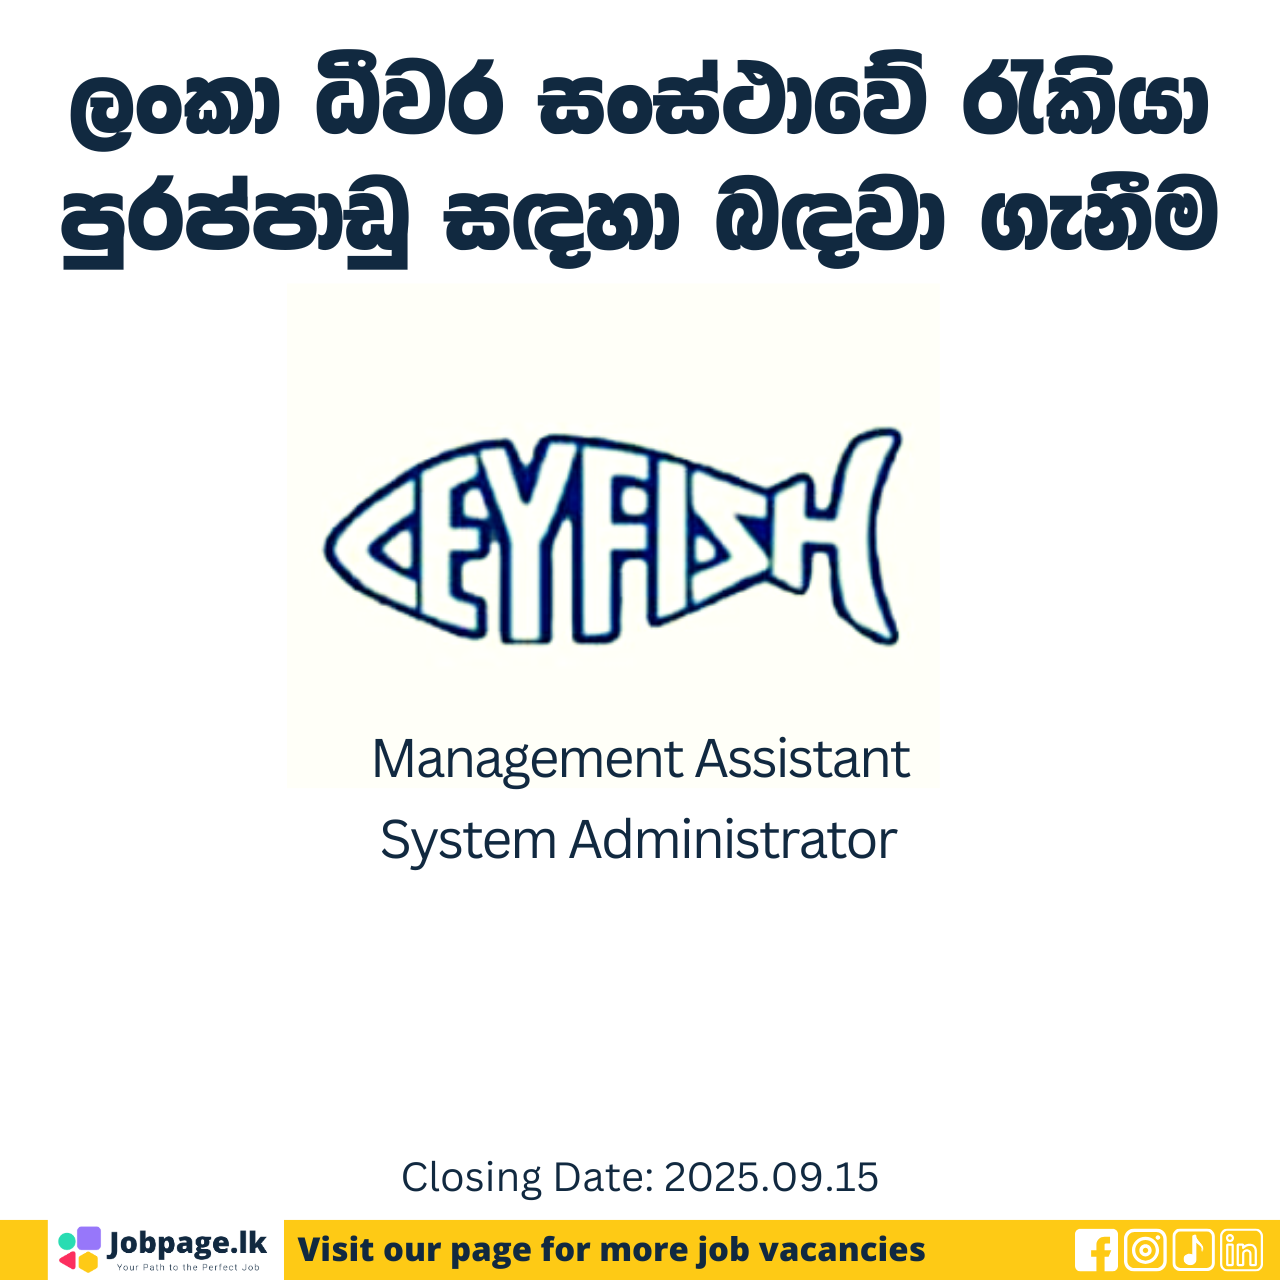 ලංකා ධීවර සංස්ථාවේ රැකියා
පුරප්පාඩු සඳහා බඳවා ගැනීම
CEYFISH
Management Assistant
System Administrator
Closing Date: 2025.09.15
Jobpage.lk
Your Path to the Perfect Job
Visit our page for more job vacancies